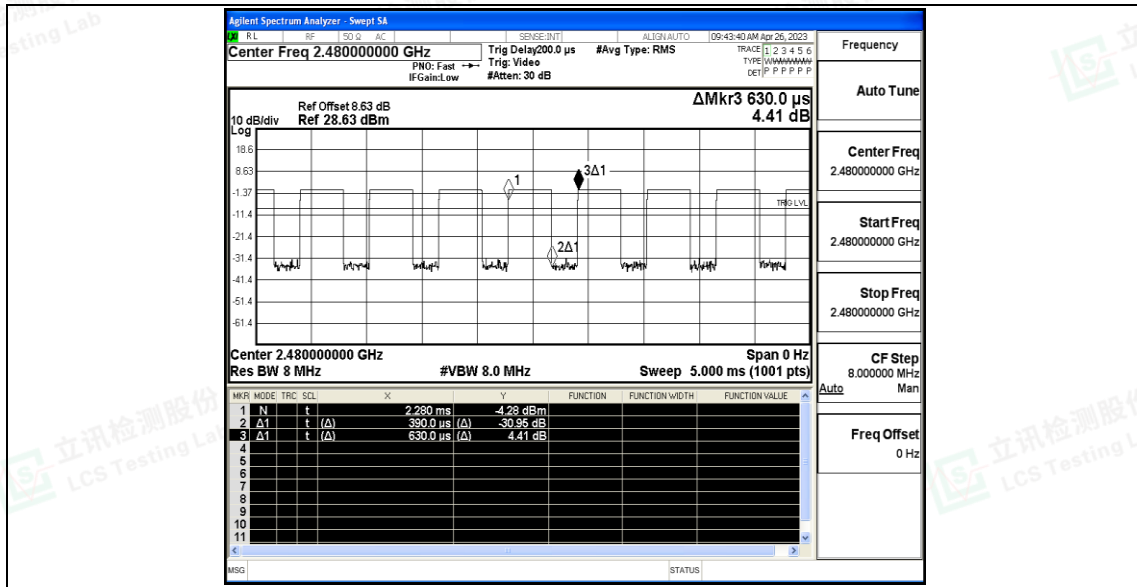 Agilent Spectrum Analyzer - Swept SA
RL RF 50 Ω AC SENSE:INT ALIGN AUTO 09:43:40 AM Apr 26, 2023
Center Freq 2.480000000 GHz
PNO: Fast
IFGain:Low
Trig Delay200.0 µs
Trig: Video
#Atten: 30 dB
#Avg Type: RMS
TRACE 1 2 3 4 5 6
TYPE
DET P P P P P P
Frequency
Auto Tune
Ref Offset 8.63 dB
10 dB/div Ref 28.63 dBm
Log
ΔMkr3 630.0 µs
4.41 dB
18.6
8.63
-1.37
-11.4
-21.4
-31.4
-41.4
-51.4
-61.4
1
3Δ1
2Δ1
TRIG LVL
Center Freq
2.480000000 GHz
Start Freq
2.480000000 GHz
Stop Freq
2.480000000 GHz
CF Step
8.000000 MHz
Auto Man
Freq Offset
0 Hz
Center 2.480000000 GHz Span 0 Hz
Res BW 8 MHz #VBW 8.0 MHz Sweep 5.000 ms (1001 pts)
MKR MODE TRC SCL X Y FUNCTION FUNCTION WIDTH FUNCTION VALUE
1 N t 2.280 ms -4.28 dBm
2 Δ1 t (Δ) 390.0 µs (Δ) -30.95 dB
3 Δ1 t (Δ) 630.0 µs (Δ) 4.41 dB
4
5
6
7
8
9
10
11
MSG STATUS
立讯检测股份
LCS Testing Lab
立讯检测股份
LCS Testing L